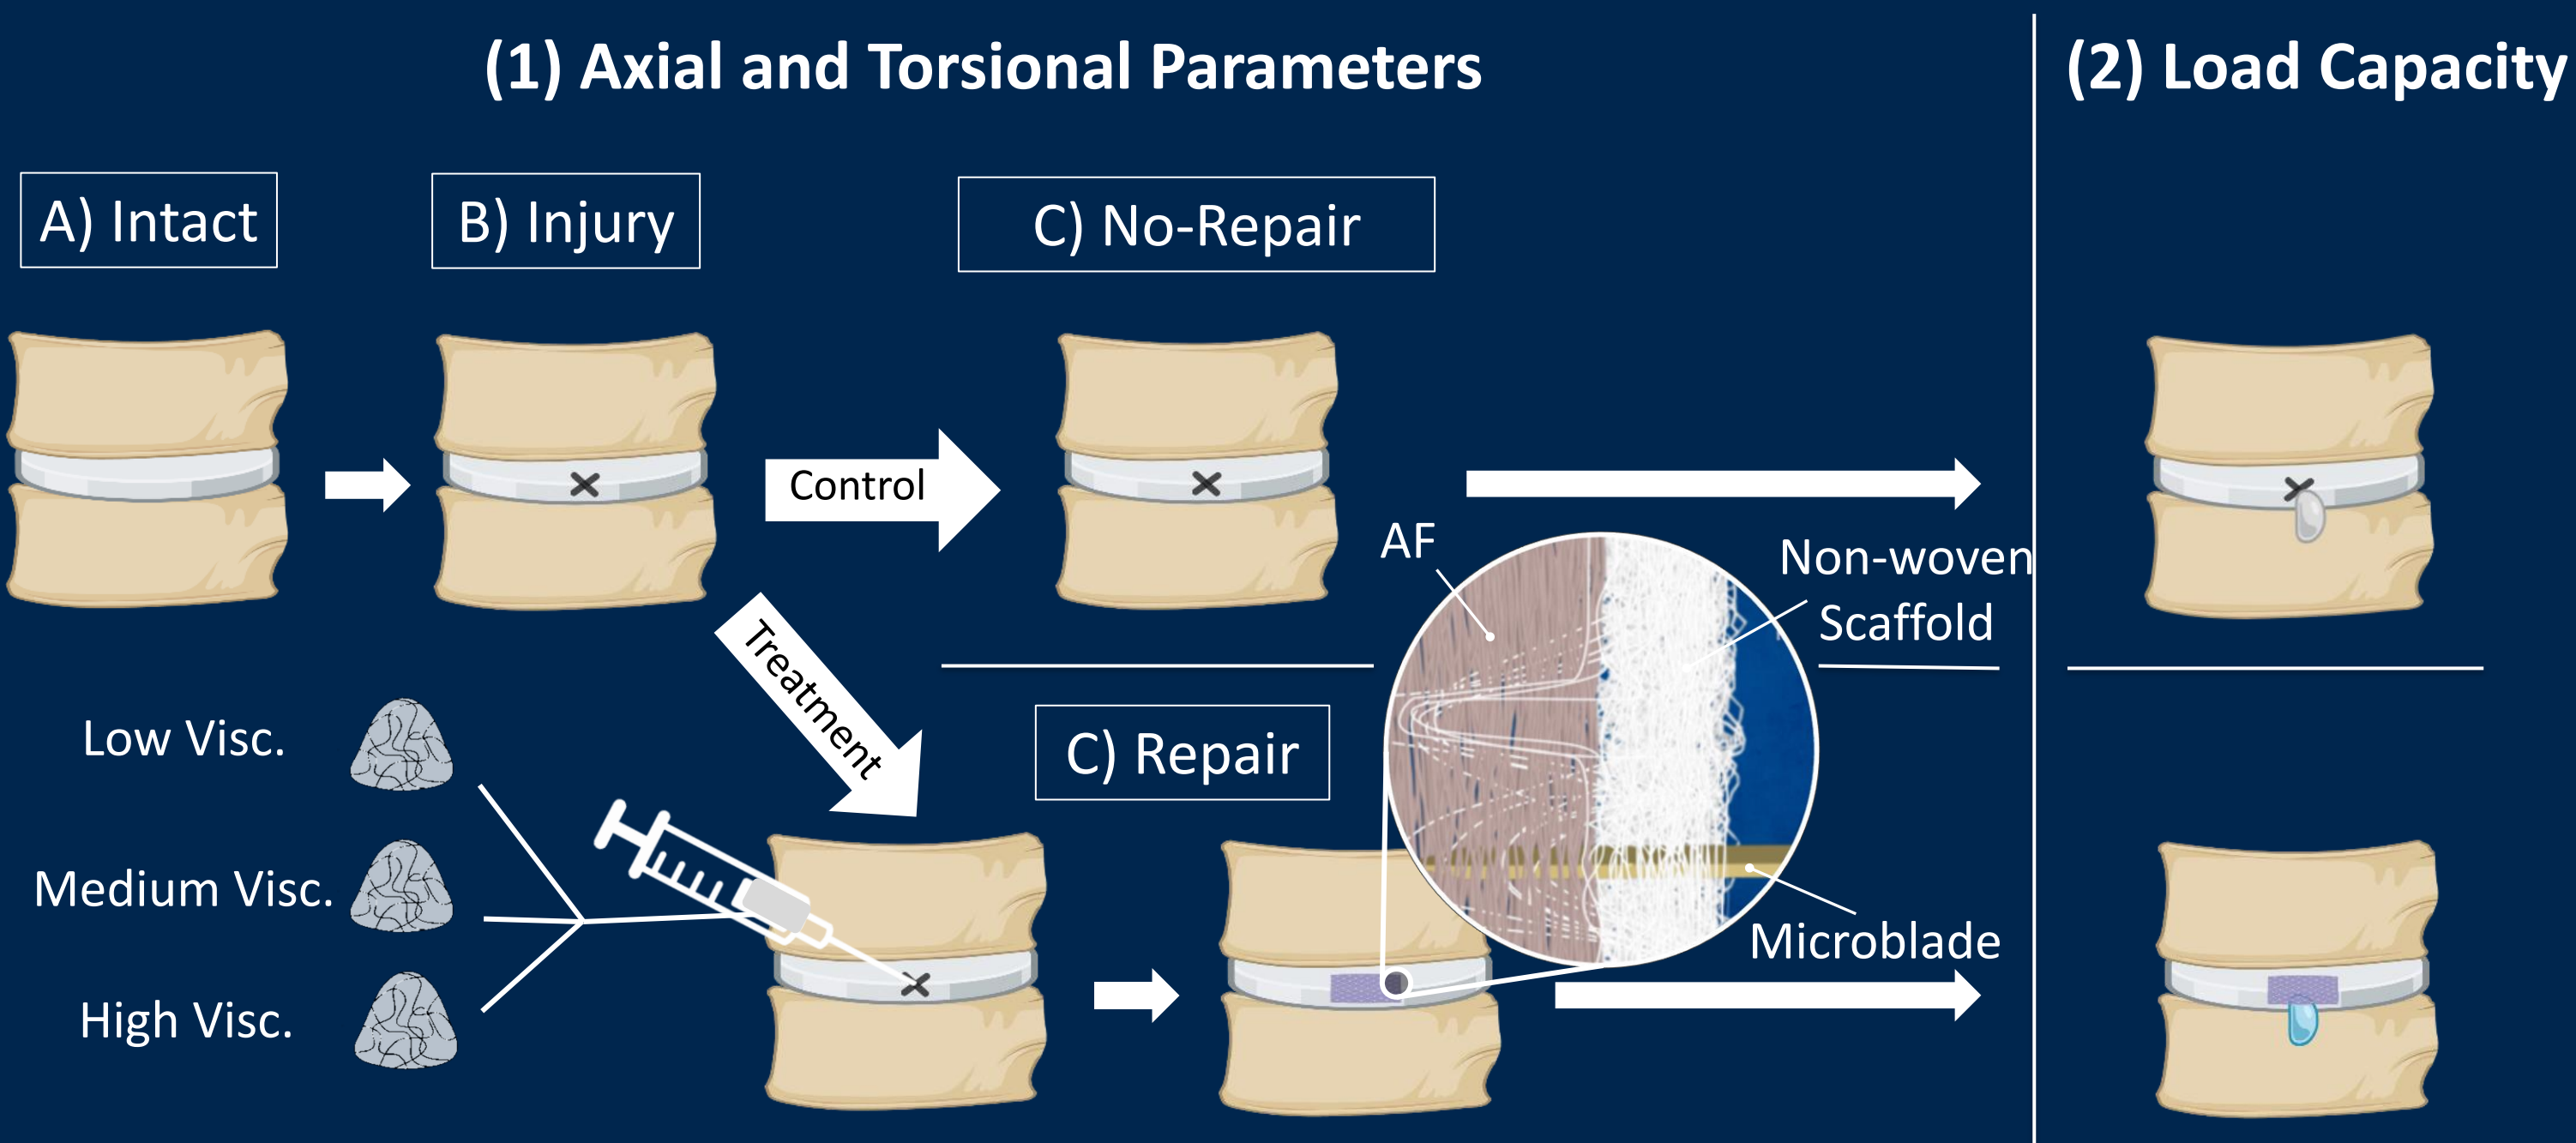 (1) Axial and Torsional Parameters
(2) Load Capacity
A) Intact
B) Injury
C) No-Repair
Control
AF
Non-woven
Scaffold
Treatment
Low Visc.
C) Repair
Medium Visc.
Microblade
High Visc.